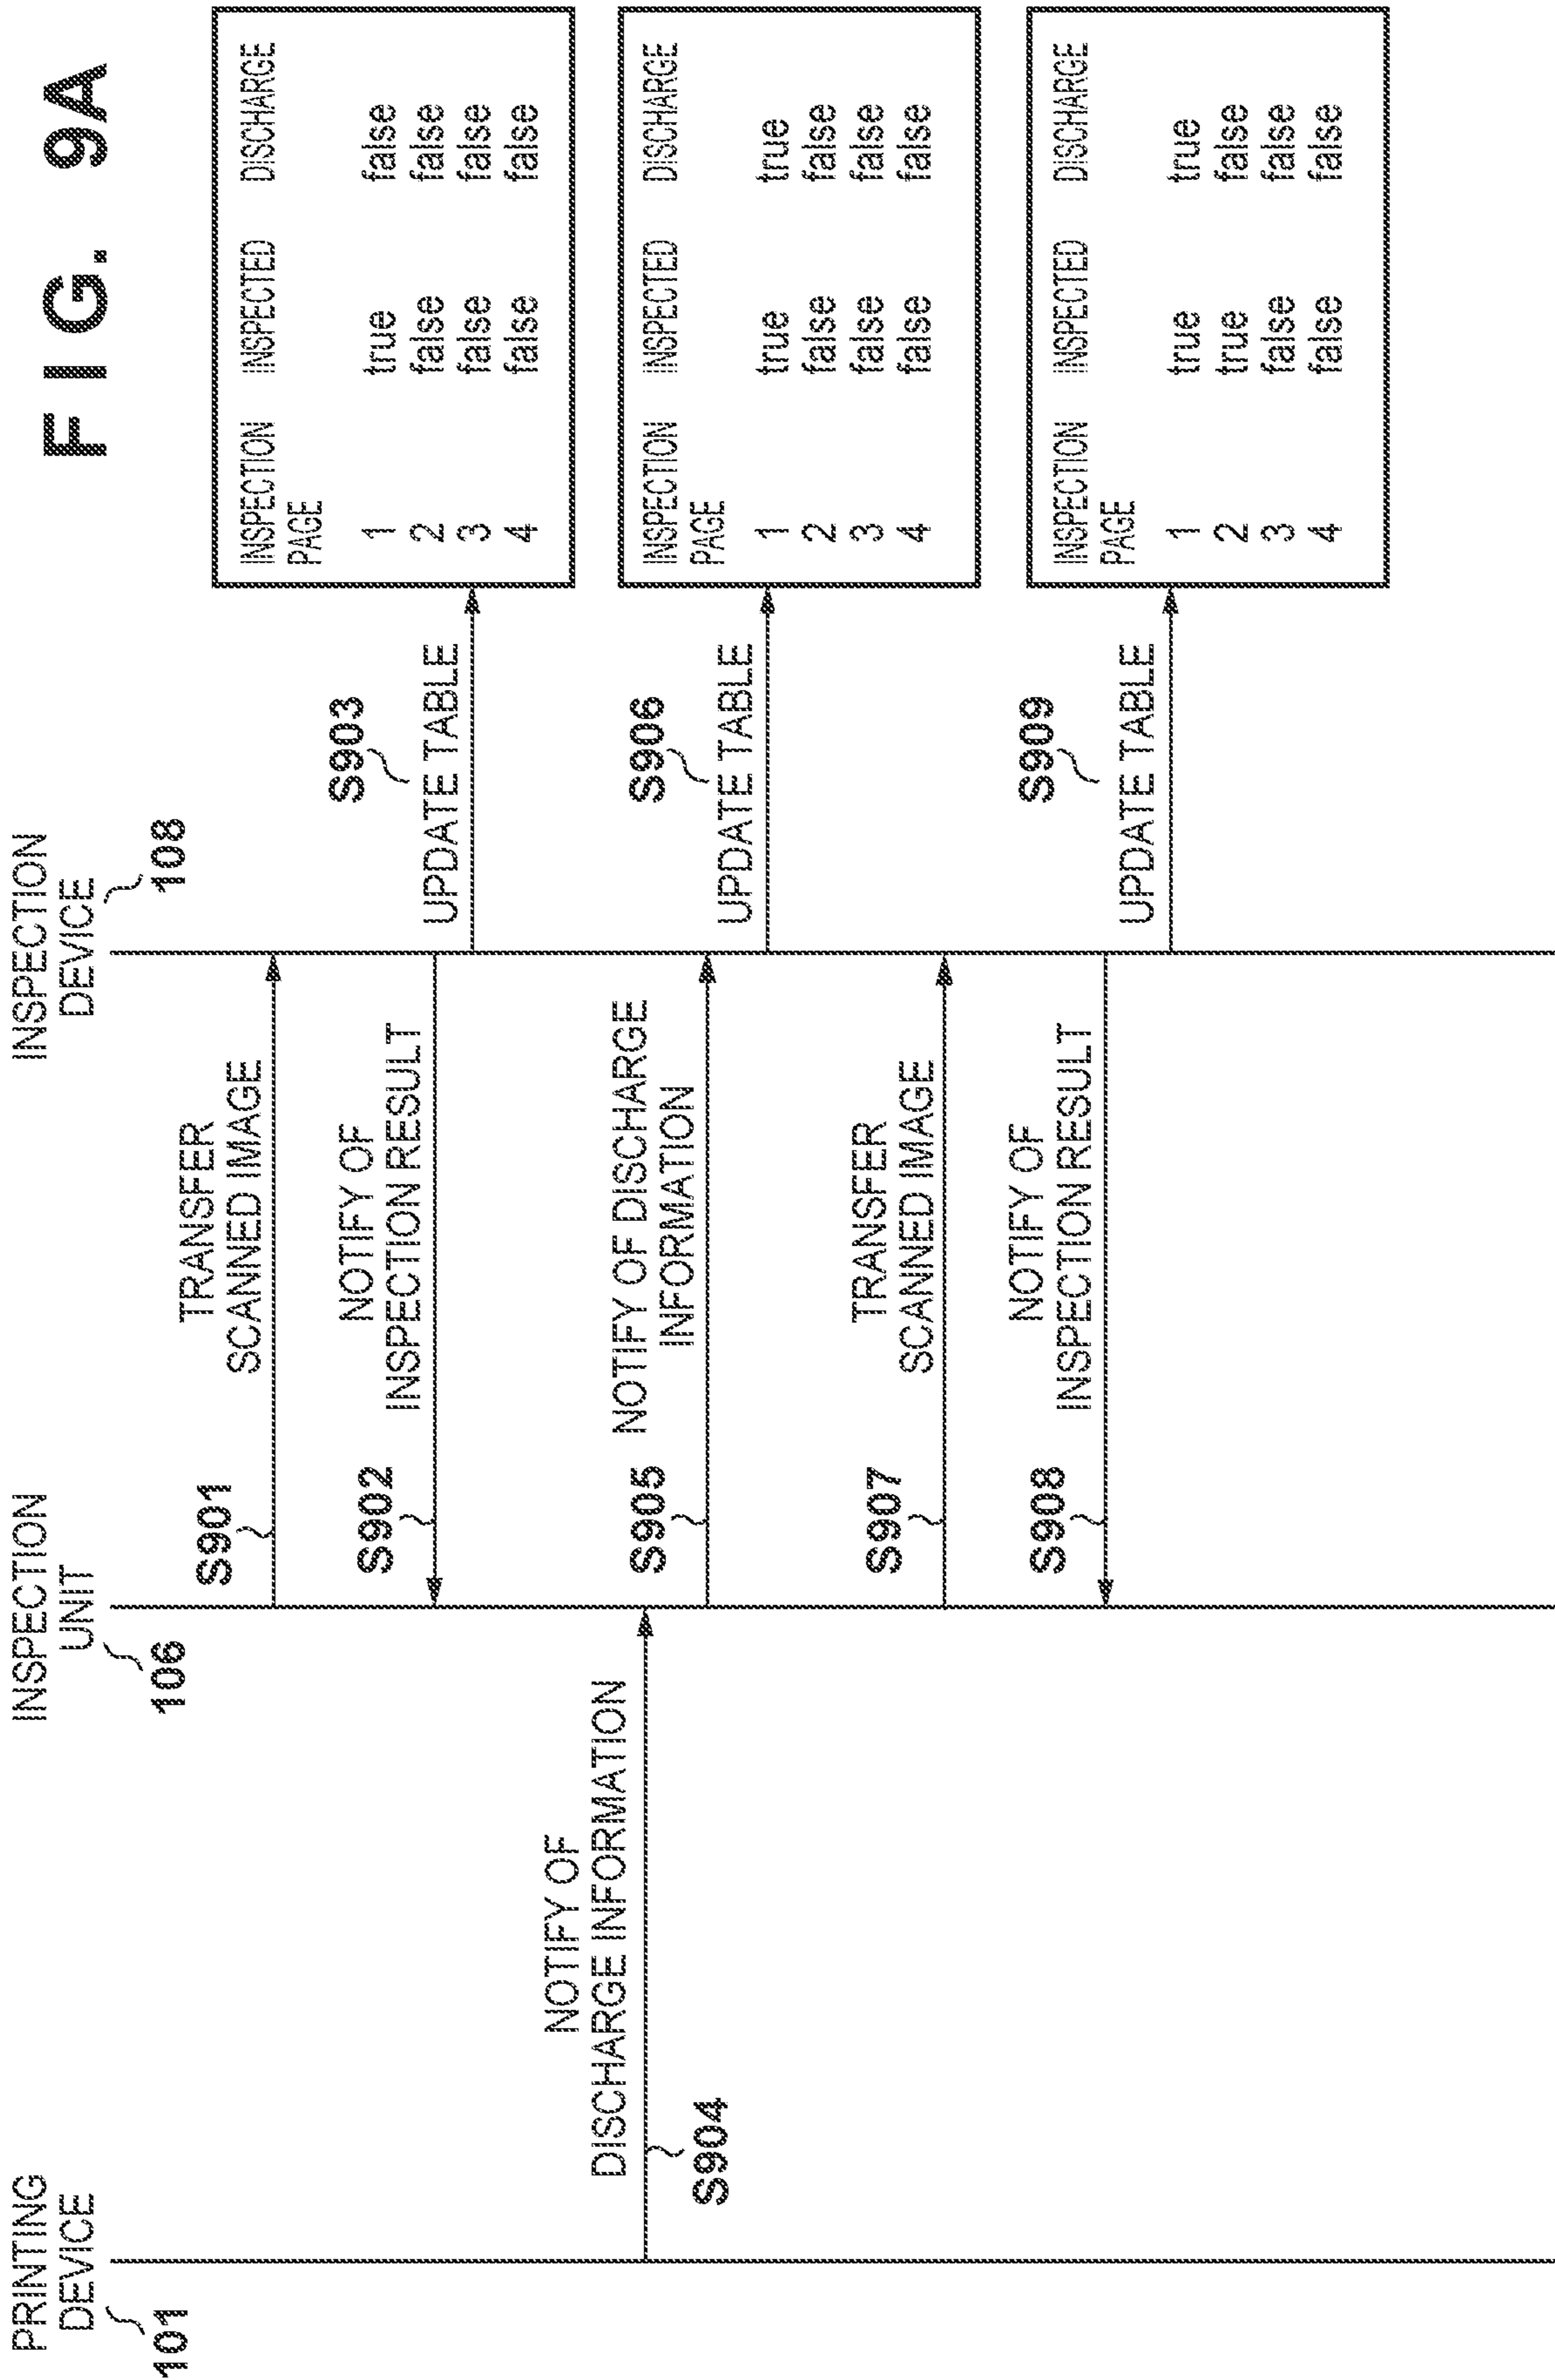 FIG. 9A
PRINTING
DEVICE
101
INSPECTION
UNIT
106
INSPECTION
DEVICE
108
TRANSFER
SCANNED IMAGE
S901
NOTIFY OF
INSPECTION RESULT
S902
S903
UPDATE TABLE
INSPECTION INSPECTED DISCHARGE
PAGE
1 true false
2 false false
3 false false
4 false false
NOTIFY OF
DISCHARGE INFORMATION
S904
S905
NOTIFY OF DISCHARGE
INFORMATION
S906
UPDATE TABLE
INSPECTION INSPECTED DISCHARGE
PAGE
1 true true
2 false false
3 false false
4 false false
TRANSFER
SCANNED IMAGE
S907
NOTIFY OF
INSPECTION RESULT
S908
S909
UPDATE TABLE
INSPECTION INSPECTED DISCHARGE
PAGE
1 true true
2 true false
3 false false
4 false false